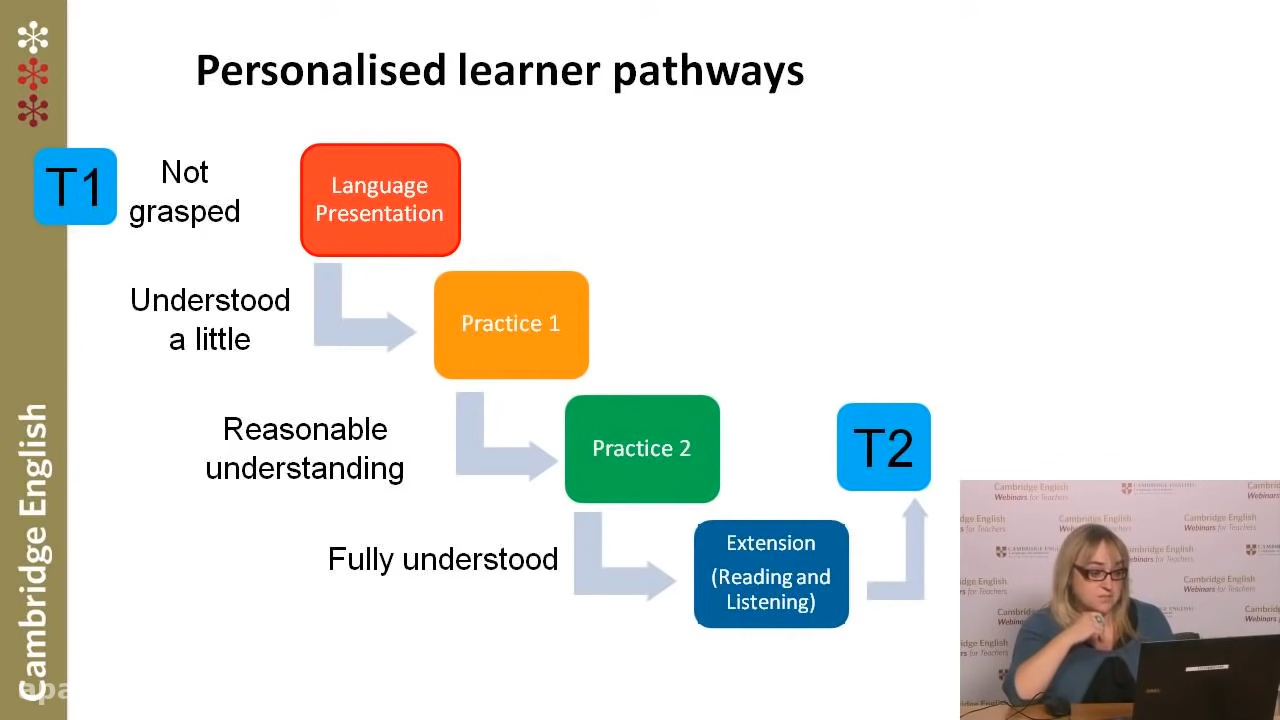 Personalised learner pathways
T1
Not
grasped
Language
Presentation
Understood
a little
Practice 1
Reasonable
understanding
Practice 2
T2
Fully understood
Extension
(Reading and
Listening)
Cambridge English
apa
Cambridge English
Webinars for Teachers